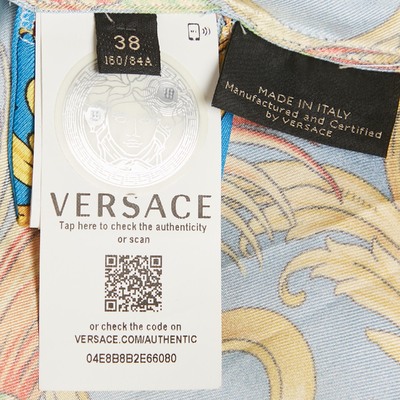 38
160/84A
VERSACE
Tap here to check the authenticity
or scan
or check the code on
VERSACE.COM/AUTHENTIC
04E8B8B2E66080
MADE IN ITALY
Manufactured and Certified
by VERSACE